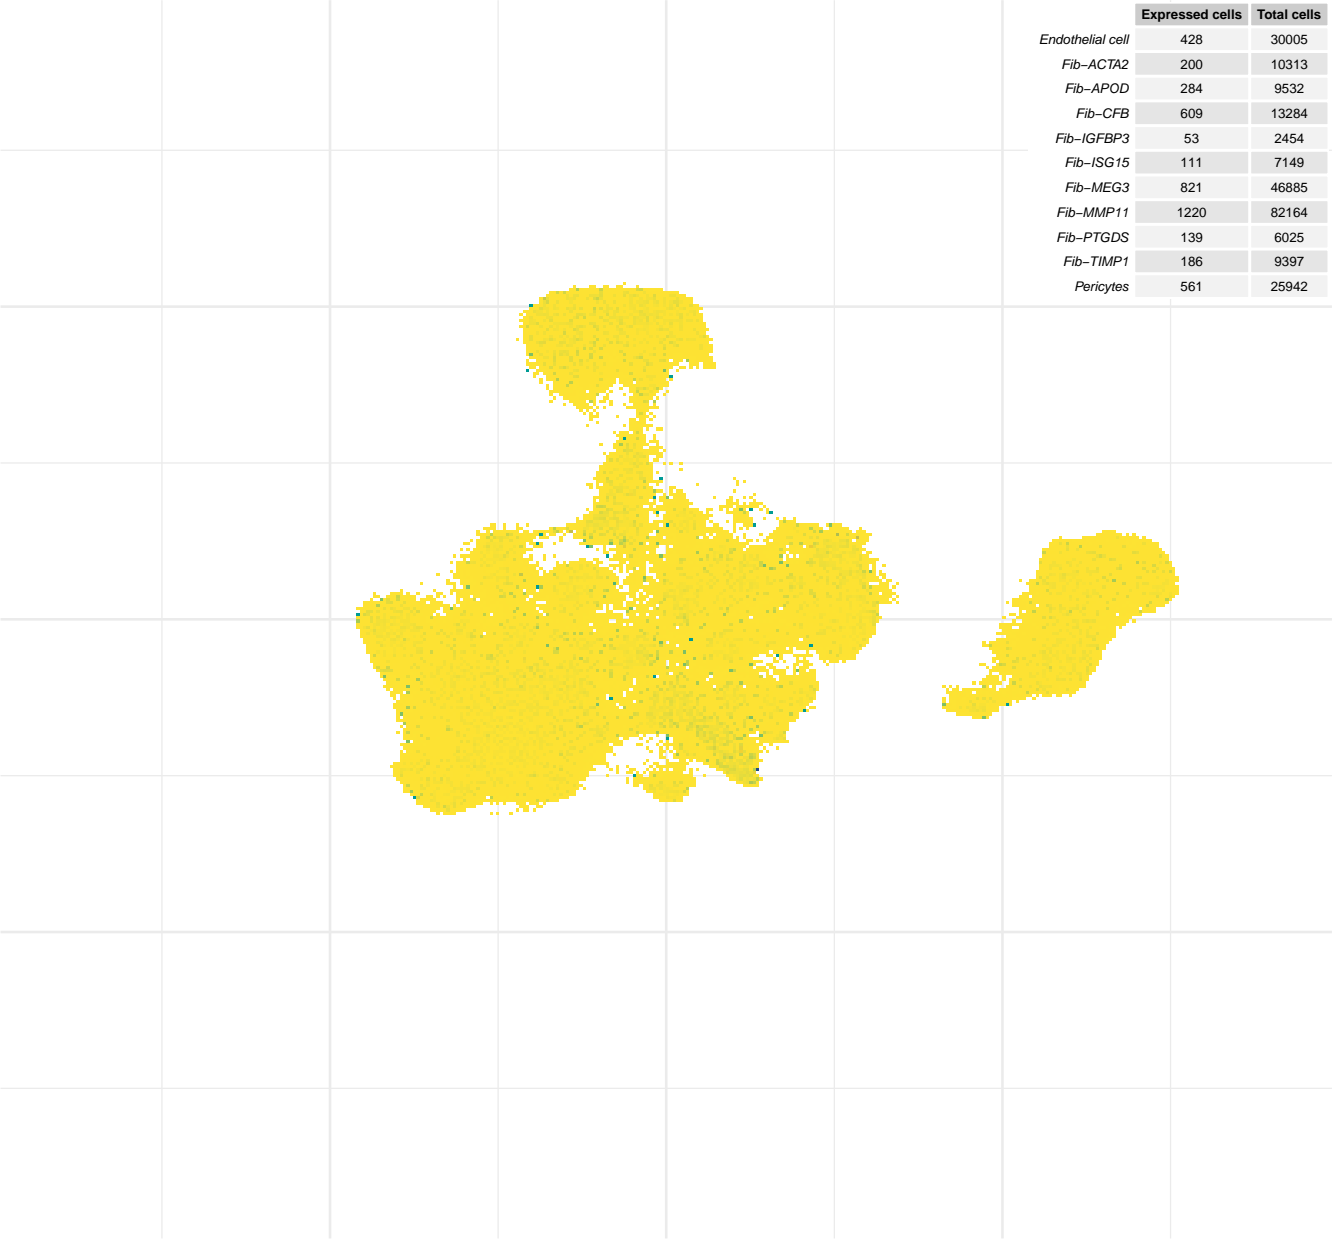 Expressed cells Total cells
Endothelial cell 428 30005
Fib−ACTA2 200 10313
Fib−APOD 284 9532
Fib−CFB 609 13284
Fib−IGFBP3 53 2454
Fib−ISG15 111 7149
Fib−MEG3 821 46885
Fib−MMP11 1220 82164
Fib−PTGDS 139 6025
Fib−TIMP1 186 9397
Pericytes 561 25942